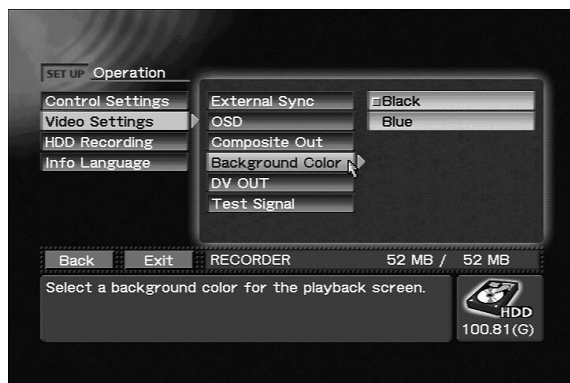 SET UP Operation
Control Settings
Video Settings
HDD Recording
Info Language
External Sync
OSD
Composite Out
Background Color
DV OUT
Test Signal
Black
Blue
Back Exit RECORDER 52 MB / 52 MB
Select a background color for the playback screen.
HDD
100.81(G)